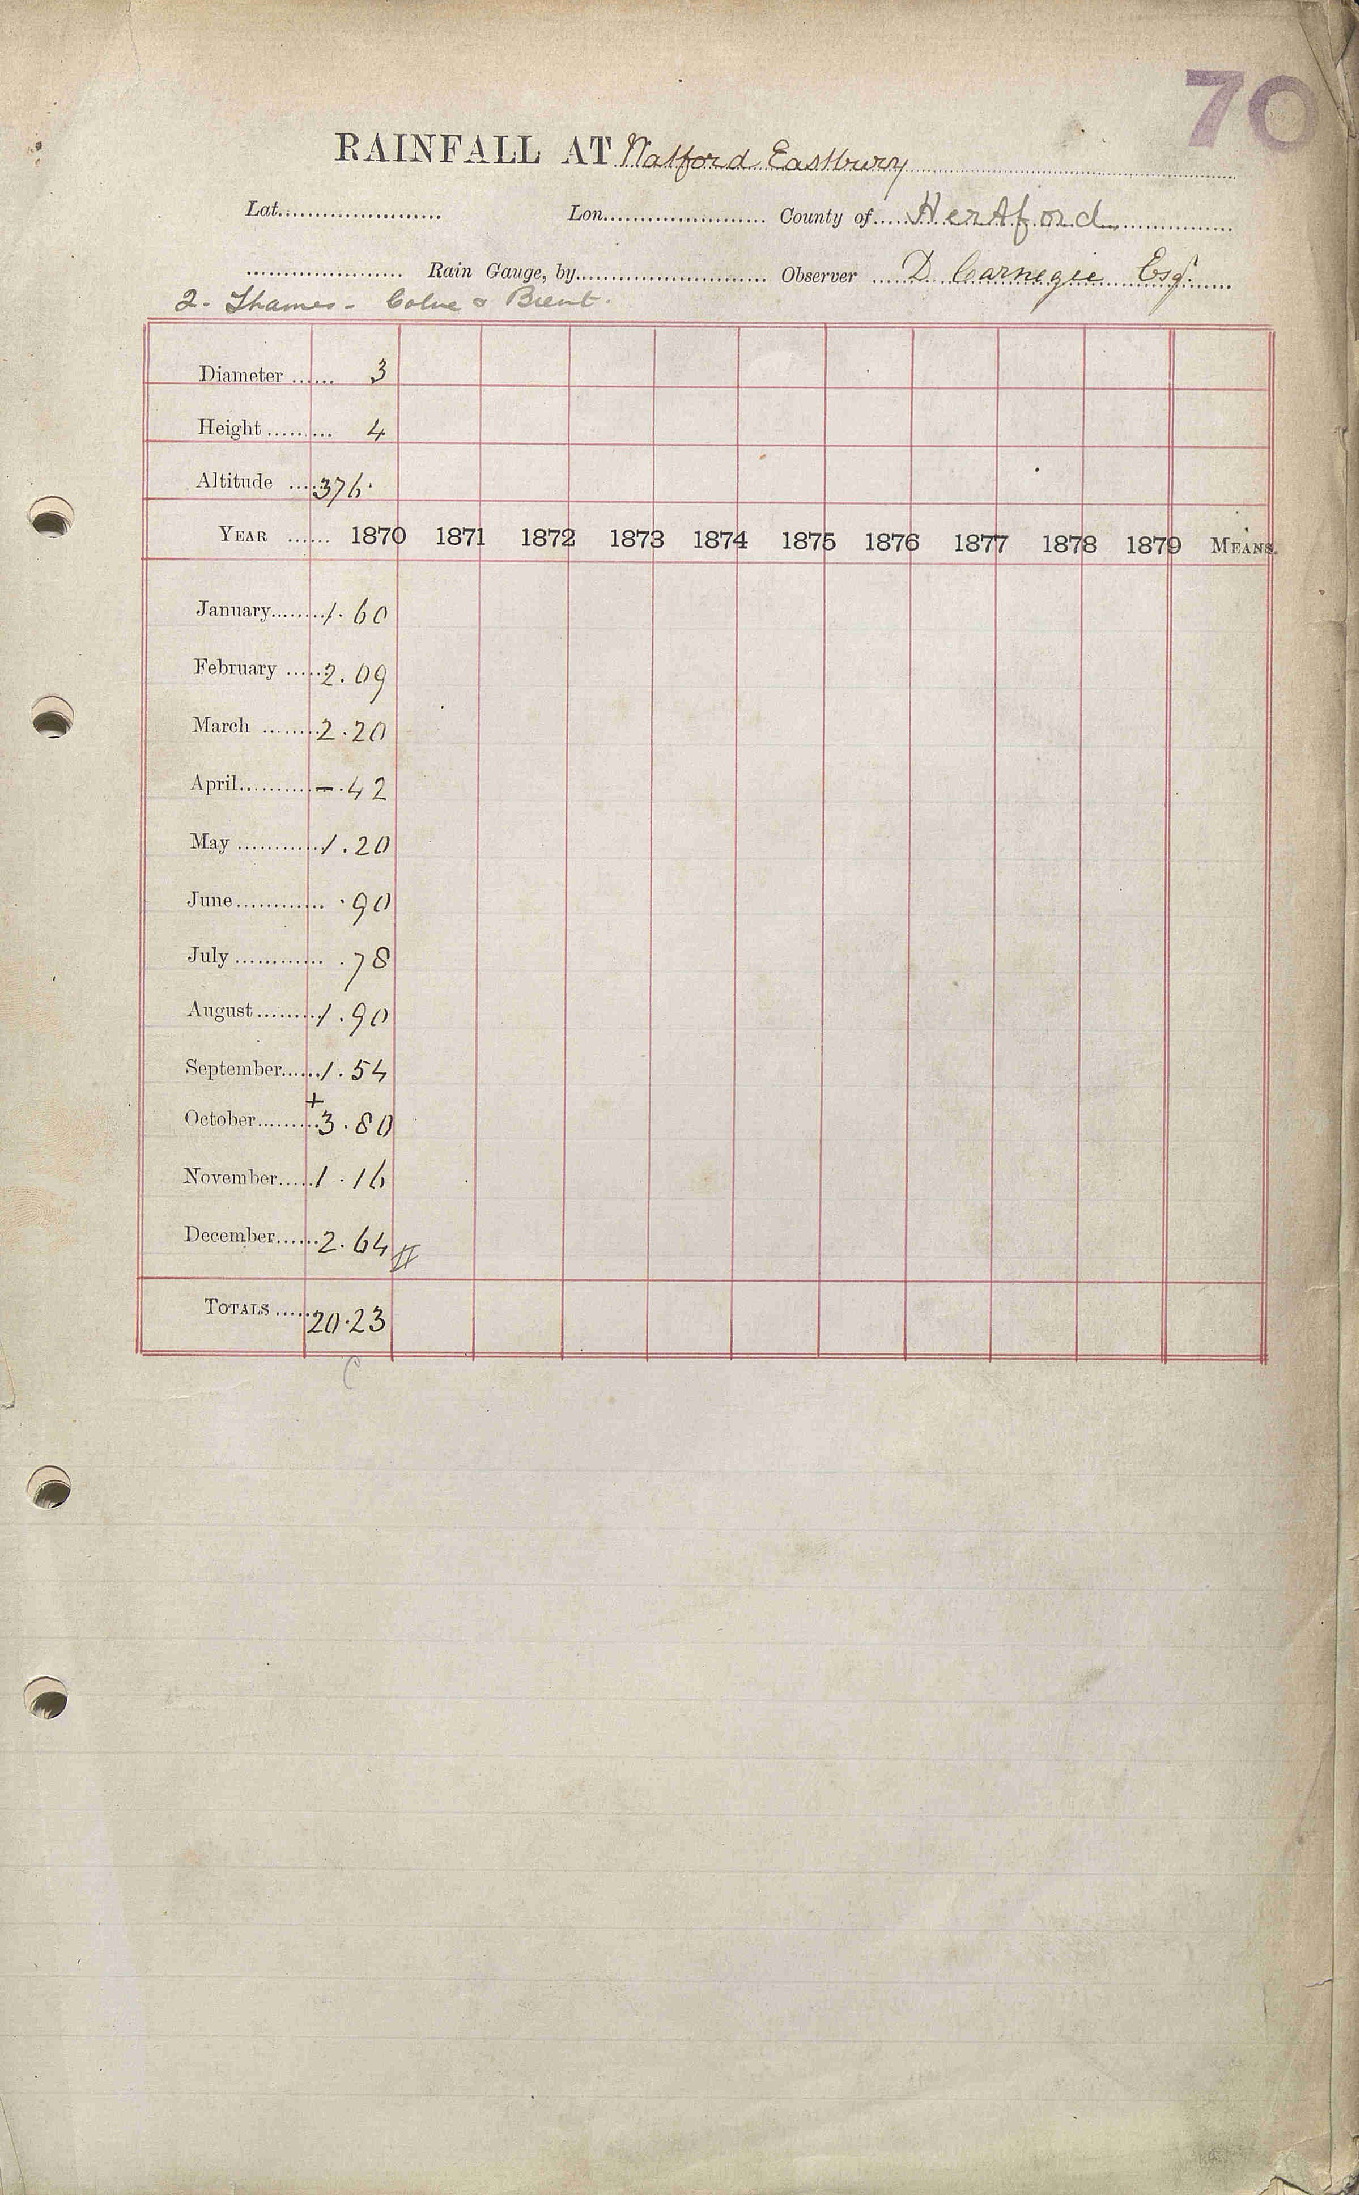 70
RAINFALL AT Watford Eastbury
Lat. Lon. County of Hertford
Rain Gauge, by Observer D Carnegie Esq.
2 - Thames - Colne & Brent.
Diameter 3
Height 4
Altitude 376.
YEAR 1870 1871 1872 1873 1874 1875 1876 1877 1878 1879 MEANS.
January 1.60
February 2.09
March 2.20
April - .42
May 1.20
June .90
July .78
August 1.90
September 1.54
+
October 3.80
November 1.16
December 2.64 //
TOTALS 20.23
C